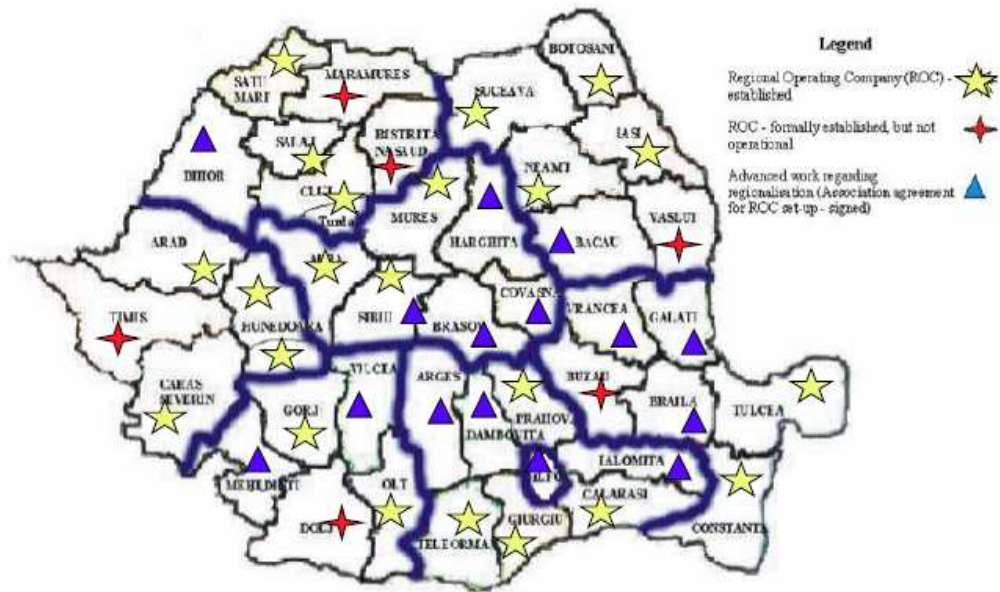 BOTOSANI
Legend
SATU
MARE
MARAMURES
SUCEAVA
Regional Operating Company (ROC) -
established
SALAJ
BISTRITA
NASAUD
IASI
ROC - formally established, but not
operational
BIHOR
CLUJ
NEAMT
Advanced work regarding
regionalisation (Association agreement
for ROC set-up - signed)
Turda
MURES
VASLUI
ARAD
HARGHITA
BACAU
ALBA
COVASNA
TIMIS
HUNEDOARA
SIBIU
BRASOV
VRANCEA
GALATI
CARAS
SEVERIN
VILCEA
ARGES
BUZAU
GORJ
PRAHOVA
BRAILA
TULCEA
DAMBOVITA
MEHEDINTI
OLT
ILFOV
IALOMITA
CALARASI
DOLJ
GIURGIU
CONSTANTA
TELEORMAN